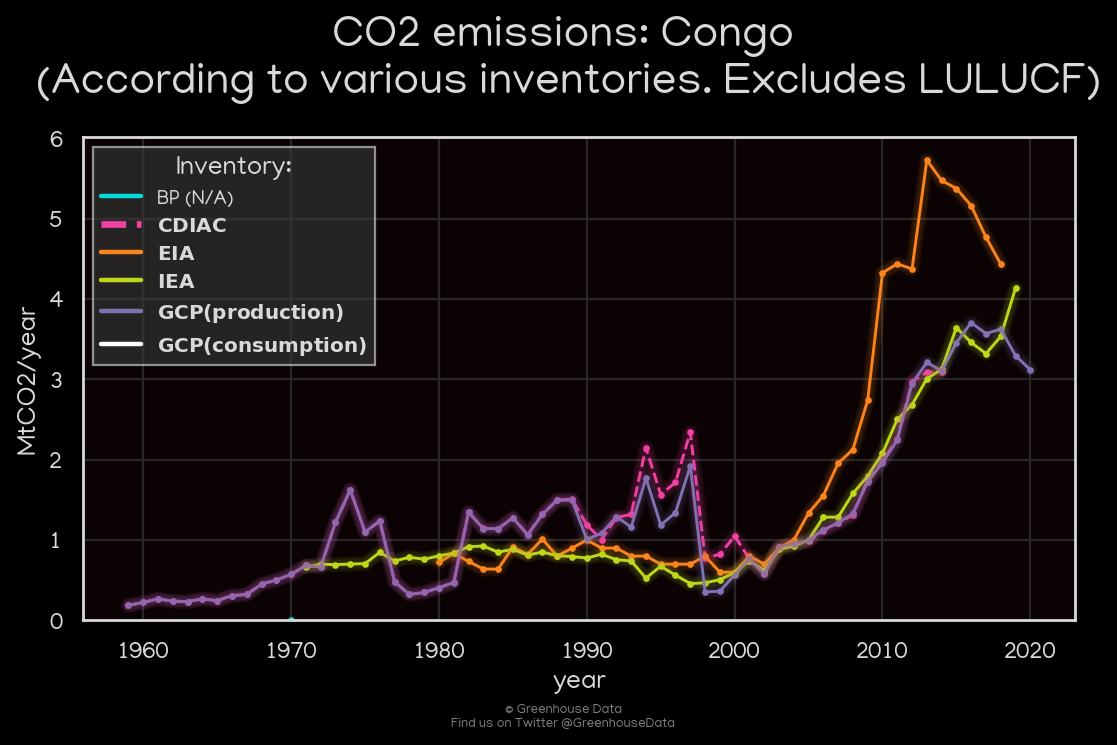 CO2 emissions: Congo
(According to various inventories. Excludes LULUCF)
6
5
4
3
2
1
0
MtCO2/year
Inventory:
BP (N/A)
CDIAC
EIA
IEA
GCP(production)
GCP(consumption)
1960 1970 1980 1990 2000 2010 2020
year
© Greenhouse Data
Find us on Twitter @GreenhouseData